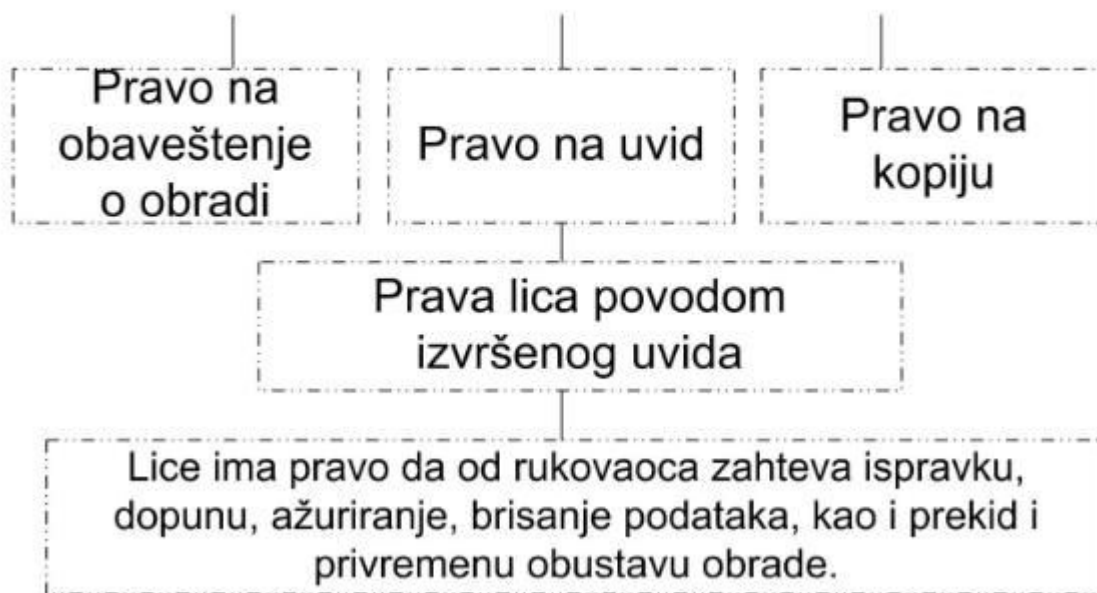 Pravo na
obaveštenje
o obradi
Pravo na uvid
Pravo na
kopiju
Prava lica povodom
izvršenog uvida
Lice ima pravo da od rukovaoca zahteva ispravku,
dopunu, ažuriranje, brisanje podataka, kao i prekid i
privremenu obustavu obrade.